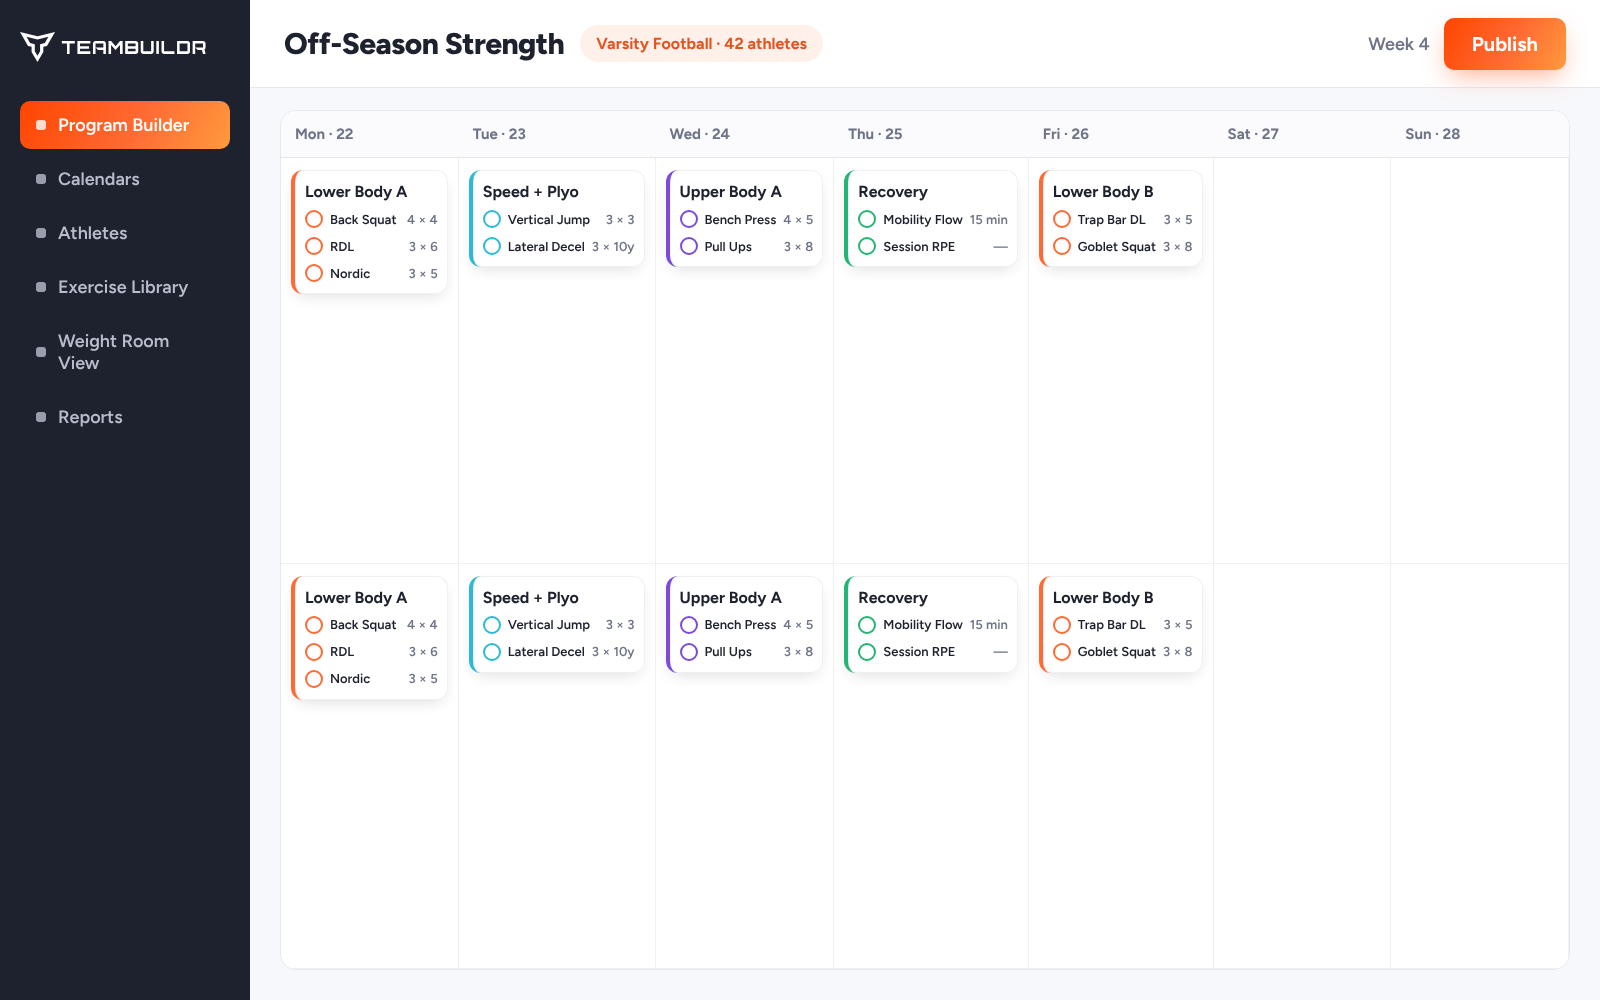 TEAMBUILDR
Program Builder
Calendars
Athletes
Exercise Library
Weight Room
View
Reports
Off-Season Strength
Varsity Football · 42 athletes
Week 4
Publish
Mon · 22
Tue · 23
Wed · 24
Thu · 25
Fri · 26
Sat · 27
Sun · 28
Lower Body A
Back Squat 4 × 4
RDL 3 × 6
Nordic 3 × 5
Speed + Plyo
Vertical Jump 3 × 3
Lateral Decel 3 × 10y
Upper Body A
Bench Press 4 × 5
Pull Ups 3 × 8
Recovery
Mobility Flow 15 min
Session RPE —
Lower Body B
Trap Bar DL 3 × 5
Goblet Squat 3 × 8
Lower Body A
Back Squat 4 × 4
RDL 3 × 6
Nordic 3 × 5
Speed + Plyo
Vertical Jump 3 × 3
Lateral Decel 3 × 10y
Upper Body A
Bench Press 4 × 5
Pull Ups 3 × 8
Recovery
Mobility Flow 15 min
Session RPE —
Lower Body B
Trap Bar DL 3 × 5
Goblet Squat 3 × 8